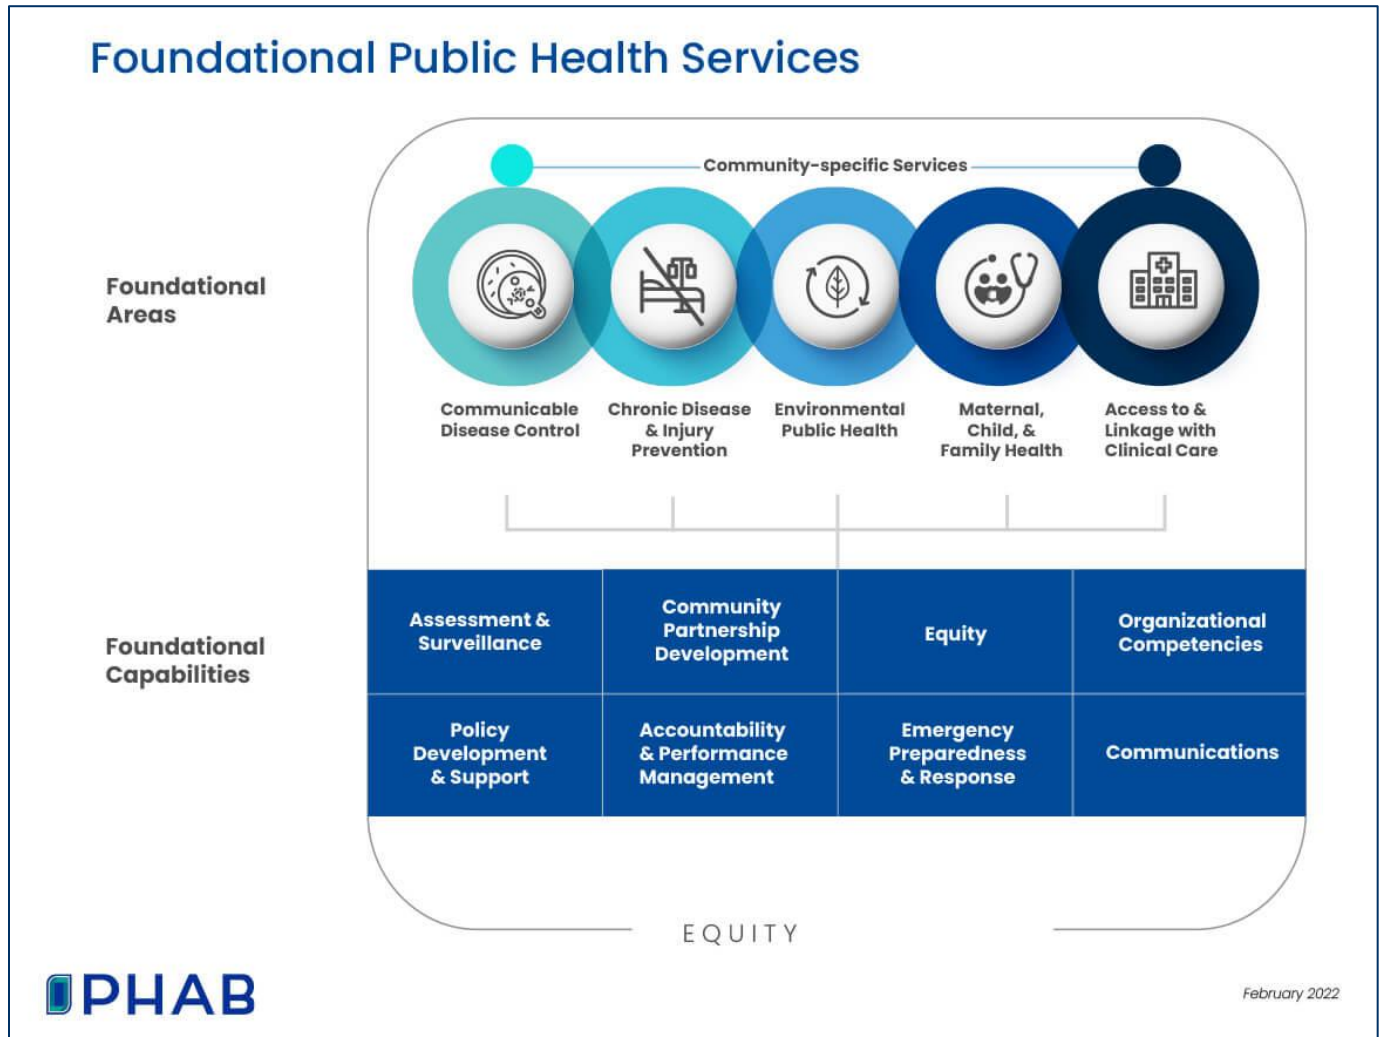 Foundational Public Health Services
Community-specific Services
Foundational
Areas
Communicable
Disease Control
Chronic Disease
& Injury
Prevention
Environmental
Public Health
Maternal,
Child, &
Family Health
Access to &
Linkage with
Clinical Care
Foundational
Capabilities
Assessment &
Surveillance
Community
Partnership
Development
Equity
Organizational
Competencies
Policy
Development
& Support
Accountability
& Performance
Management
Emergency
Preparedness
& Response
Communications
EQUITY
PHAB
February 2022